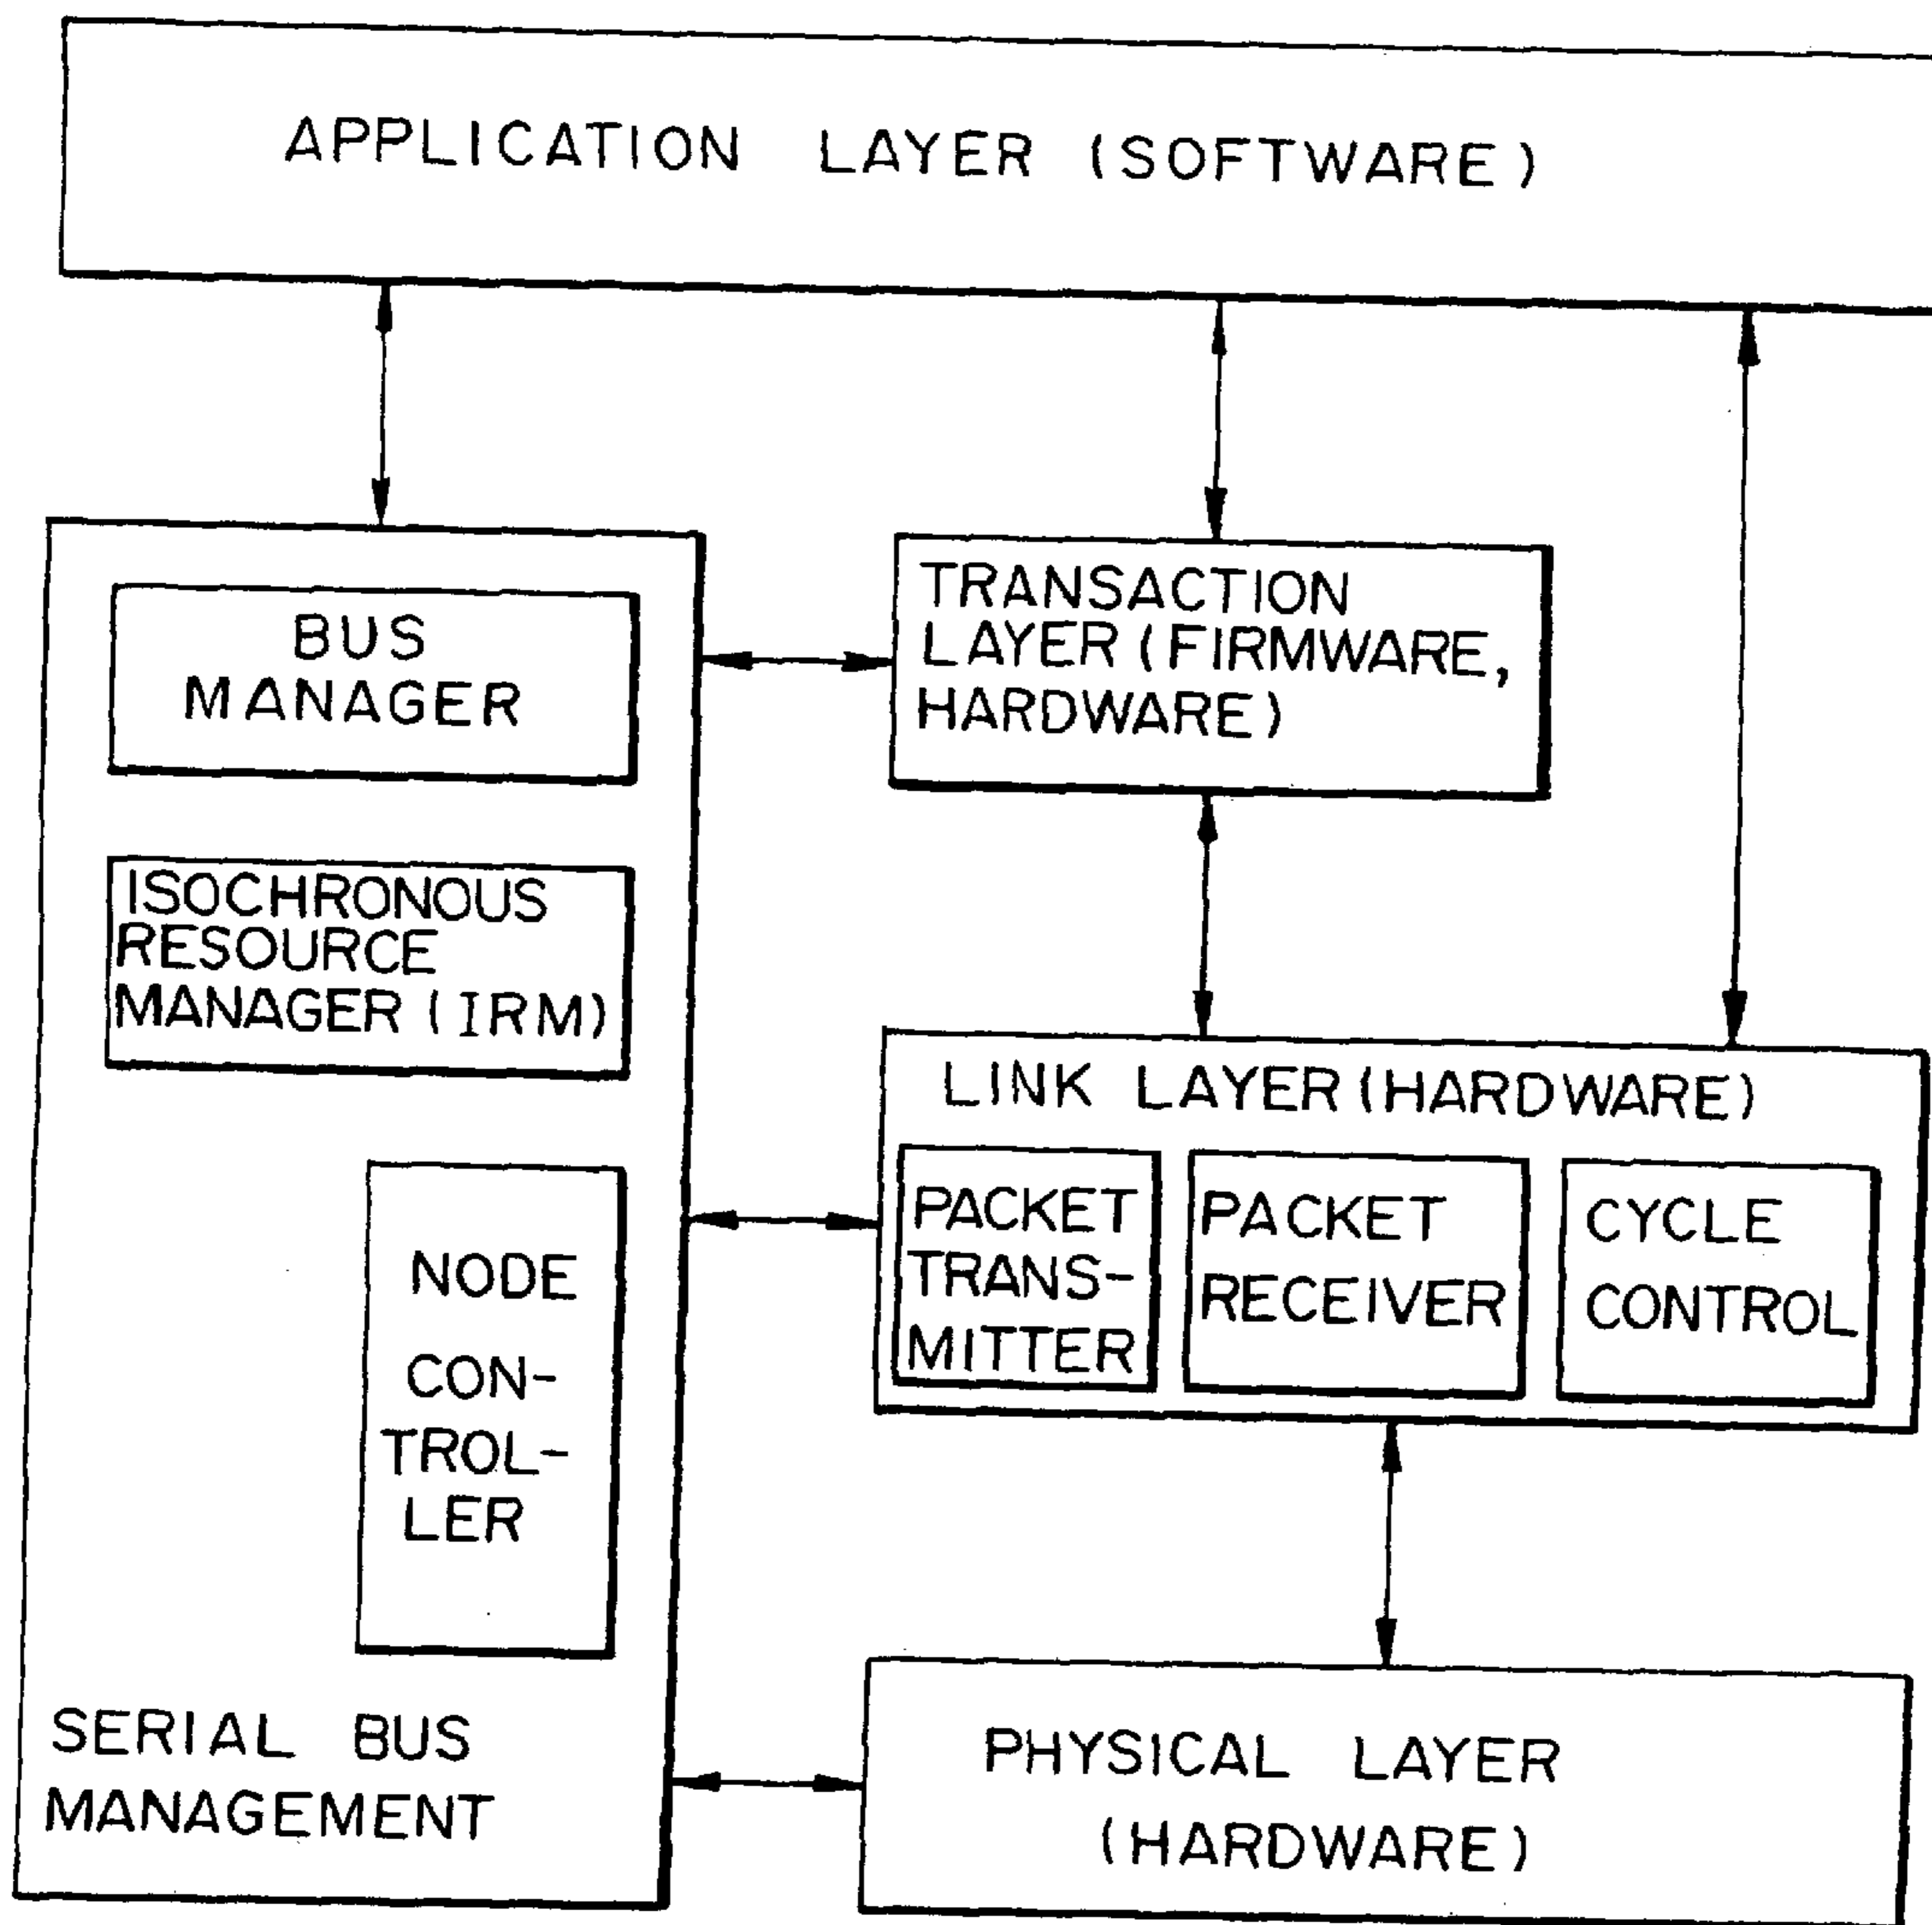 APPLICATION LAYER (SOFTWARE)
BUS
MANAGER
ISOCHRONOUS
RESOURCE
MANAGER (IRM)
NODE
CON-
TROL-
LER
SERIAL BUS
MANAGEMENT
TRANSACTION
LAYER (FIRMWARE,
HARDWARE)
LINK LAYER (HARDWARE)
PACKET
TRANS-
MITTER
PACKET
RECEIVER
CYCLE
CONTROL
PHYSICAL LAYER
(HARDWARE)